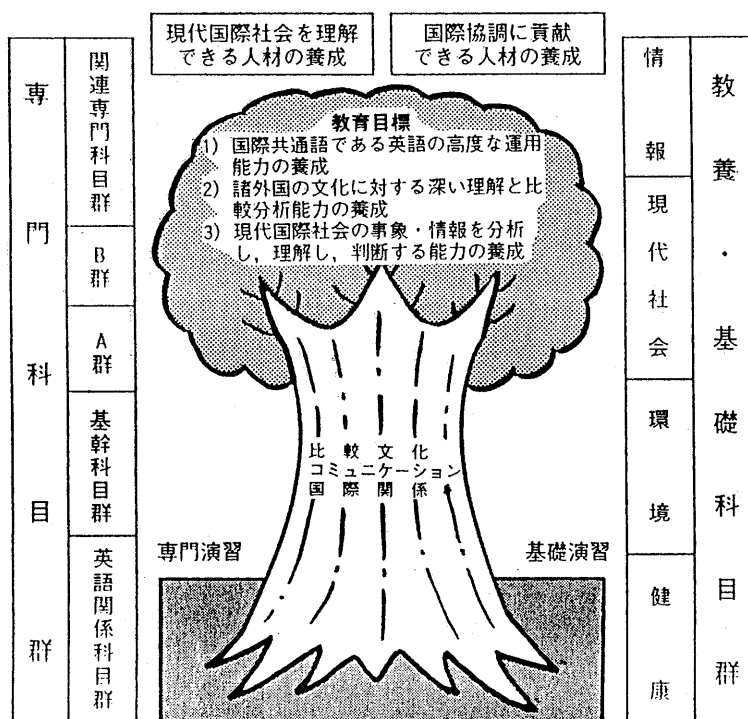 現代国際社会を理解
できる人材の養成
国際協調に貢献
できる人材の養成
専門科目群
関連専門科目群
B群
A群
基幹科目群
英語関係科目群
教育目標
1) 国際共通語である英語の高度な運用
能力の養成
2) 諸外国の文化に対する深い理解と比
較分析能力の養成
3) 現代国際社会の事象・情報を分析
し，理解し，判断する能力の養成
比較文化
コミュニケーション
国際関係
専門演習
基礎演習
情報
現代社会
環境
健康
教養・基礎科目群